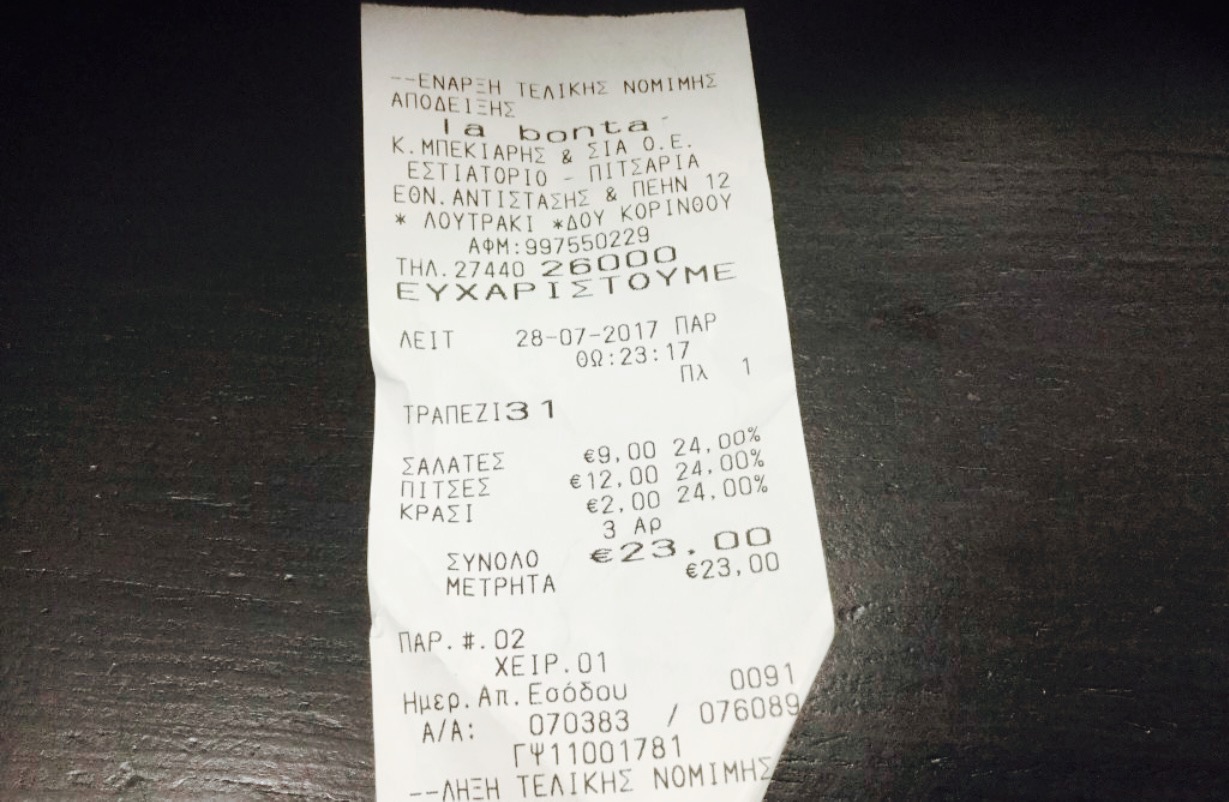 --ΕΝΑΡΞΗ ΤΕΛΙΚΗΣ ΝΟΜΙΜΗΣ
ΑΠΟΔΕΙΞΗΣ
la bonta
Κ.ΜΠΕΚΙΑΡΗΣ & ΣΙΑ Ο.Ε.
ΕΣΤΙΑΤΟΡΙΟ - ΠΙΤΣΑΡΙΑ
ΕΘΝ.ΑΝΤΙΣΤΑΣΗΣ & ΠΕΗΝ 12
* ΛΟΥΤΡΑΚΙ *ΔΟΥ ΚΟΡΙΝΘΟΥ
ΑΦΜ:997550229
ΤΗΛ.27440 26000
ΕΥΧΑΡΙΣΤΟΥΜΕ
ΛΕΙΤ 28-07-2017 ΠΑΡ
ΘΩ:23:17
Πλ 1
ΤΡΑΠΕΖΙ31
ΣΑΛΑΤΕΣ €9,00 24,00%
ΠΙΤΣΕΣ €12,00 24,00%
ΚΡΑΣΙ €2,00 24,00%
3 Αρ
ΣΥΝΟΛΟ €23.00
ΜΕΤΡΗΤΑ €23,00
ΠΑΡ.#.02
ΧΕΙΡ.01
Ημερ.Απ.Εσόδου 0091
Α/Α: 070383 / 076089
ΓΨ11001781
--ΛΗΞΗ ΤΕΛΙΚΗΣ ΝΟΜΙΜΗΣ